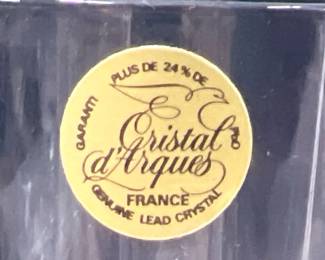 GARANTI PLUS DE 24 % DE PbO
Cristal
d'Arques
FRANCE
GENUINE LEAD CRYSTAL